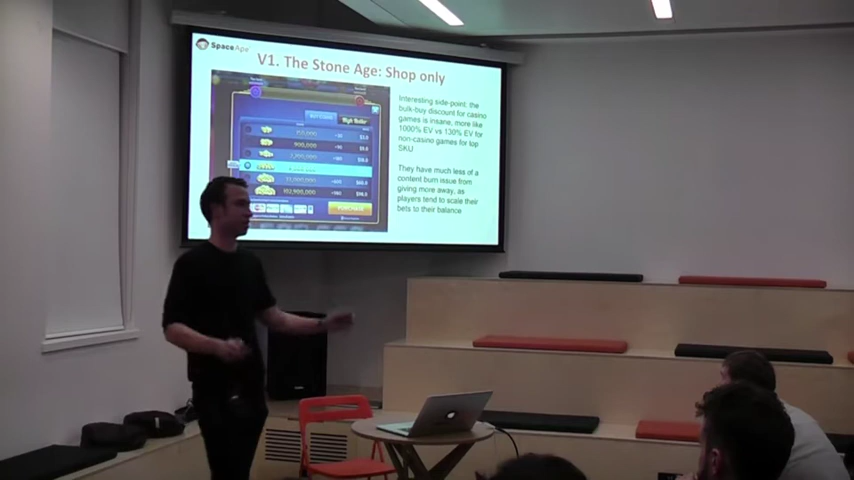 SpaceApe
V1. The Stone Age: Shop only
Interesting side-point: the
bulk-buy discount for casino
games is insane, more like
1000% EV vs 130% EV for
non-casino games for top
SKU
They have much less of a
content burn issue from
giving more away, as
players tend to scale their
bets to their balance
BUY COINS
High Roller
PURCHASE